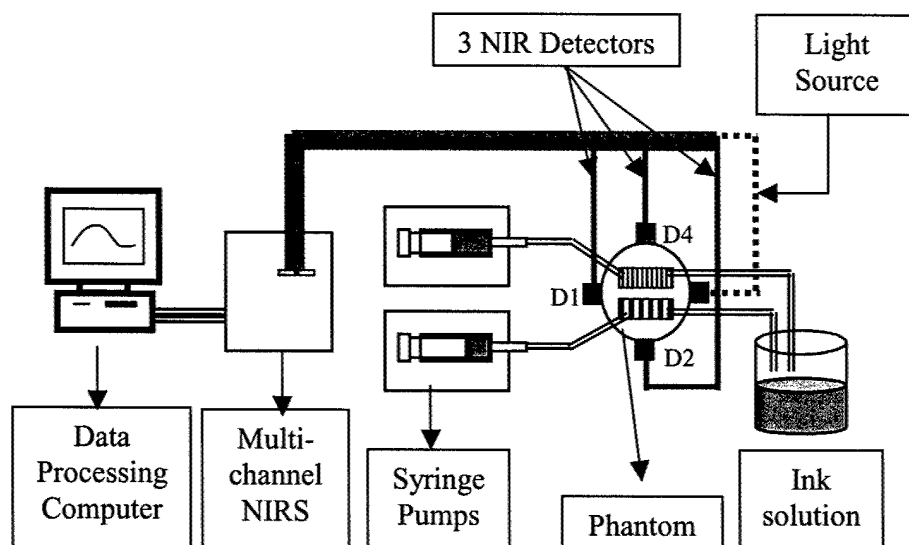 3 NIR Detectors
Light
Source
D4
D1
D2
Data
Processing
Computer
Multi-
channel
NIRS
Syringe
Pumps
Phantom
Ink
solution